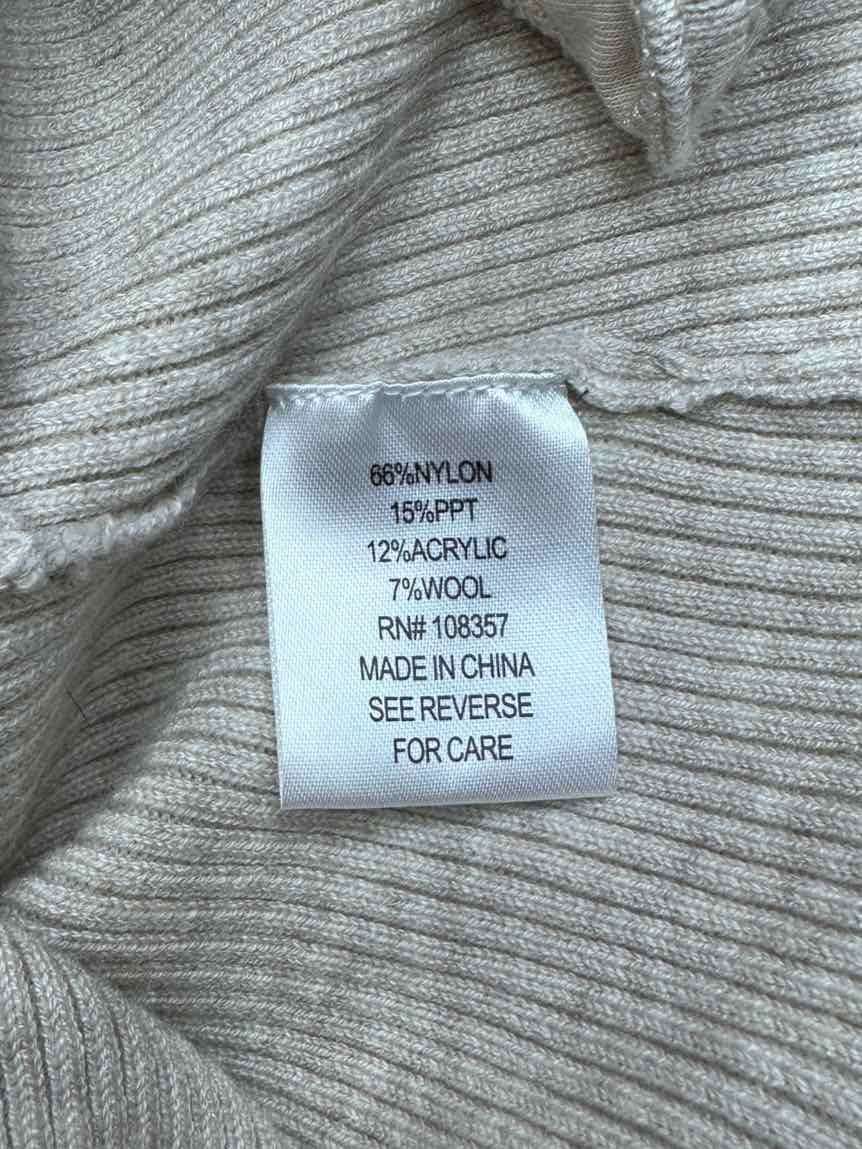 66%NYLON
15%PPT
12%ACRYLIC
7%WOOL
RN# 108357
MADE IN CHINA
SEE REVERSE
FOR CARE